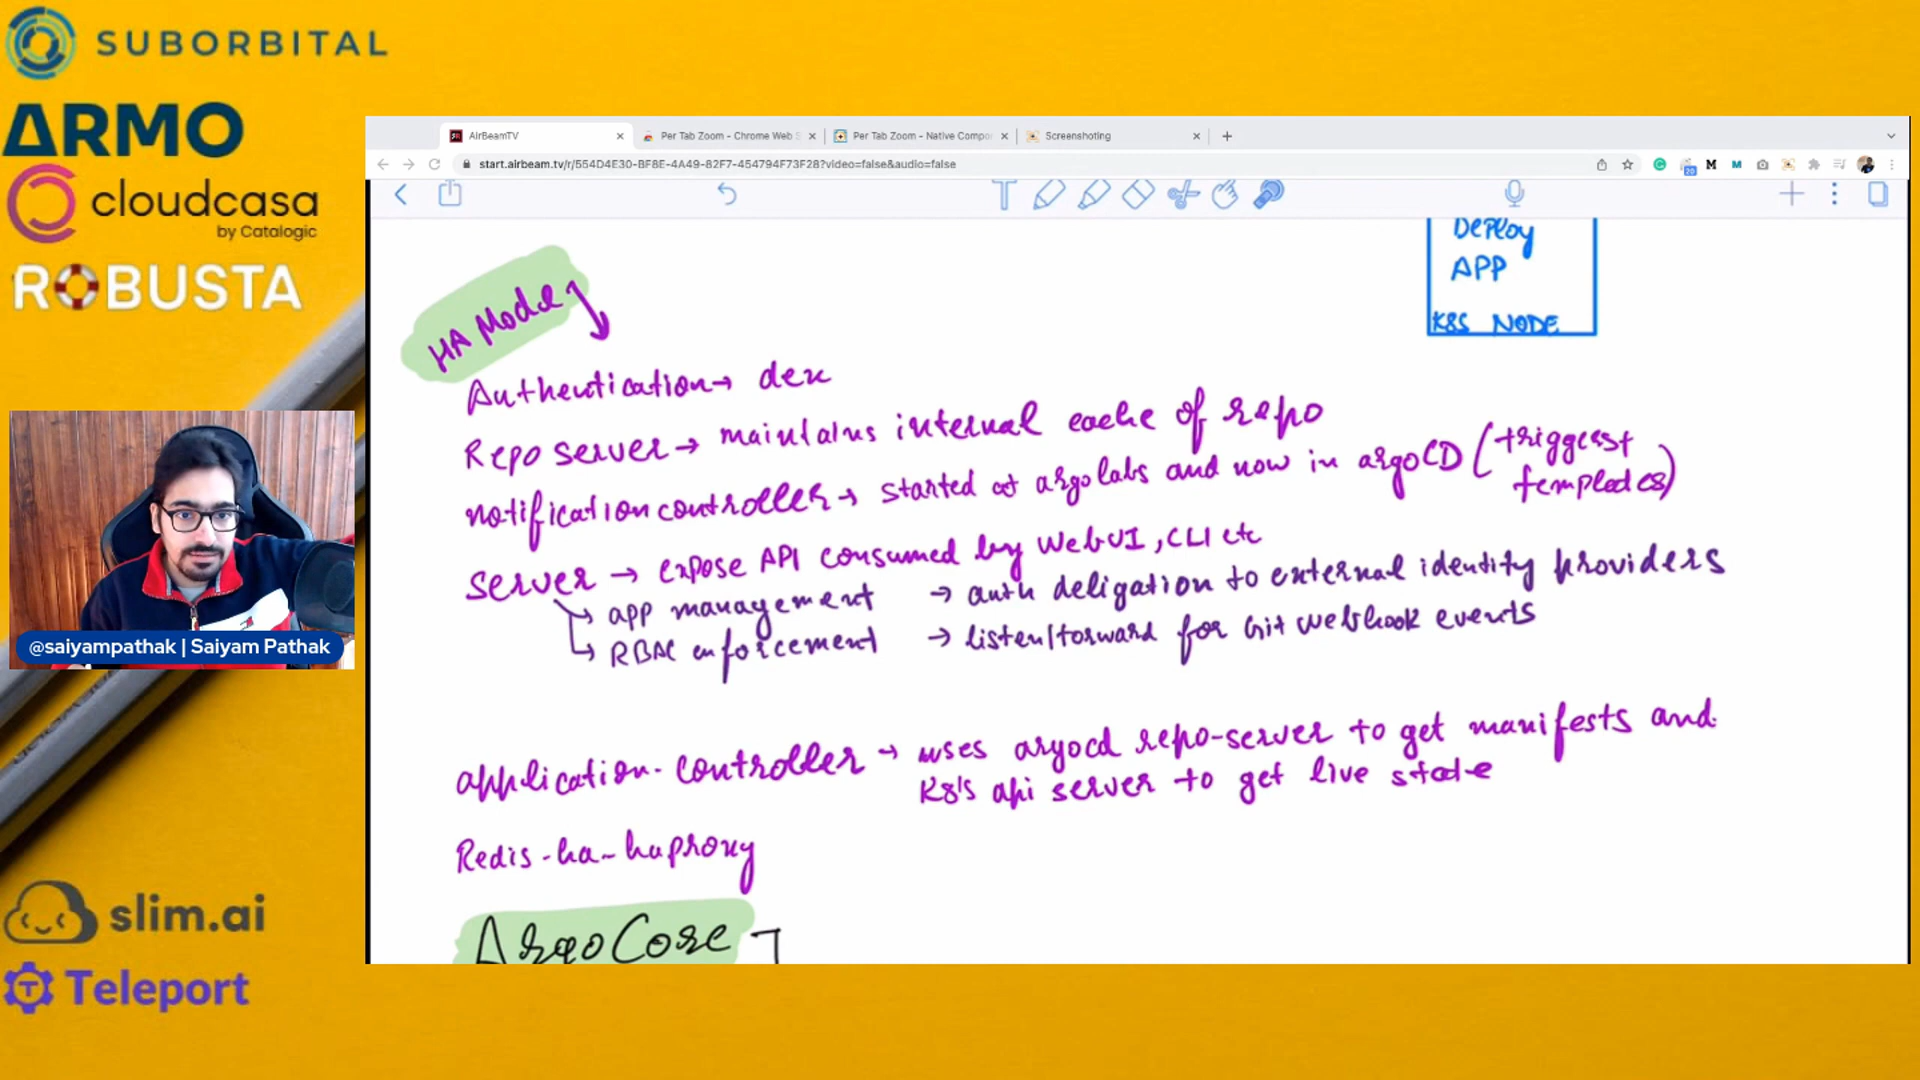 SUBORBITAL
ARMO
cloudcasa
by Catalogic
ROBUSTA
@saiyampathak | Saiyam Pathak
slim.ai
Teleport
AirBeamTV
Per Tab Zoom - Chrome Web S
Per Tab Zoom - Native Compo
Screenshoting
start.airbeam.tv/r/554D4E30-BF8E-4A49-82F7-454794F73F28?video=false&audio=false
20
Deploy
APP
K8S NODE
HA Mode
Authentication → dex
Repo server → maintains internal cache of repo
notification controller → started at argolabs and now in argoCD (triggers +
templates)
Server → expose API consumed by WebUI, CLI etc
→ app management → auth deligation to external identity providers
→ RBAC enforcement → listen/forward for Git webhook events
application-controller → uses argocd repo-server to get manifests and
K8's api server to get live state
Redis-ha-haproxy
ArgoCore